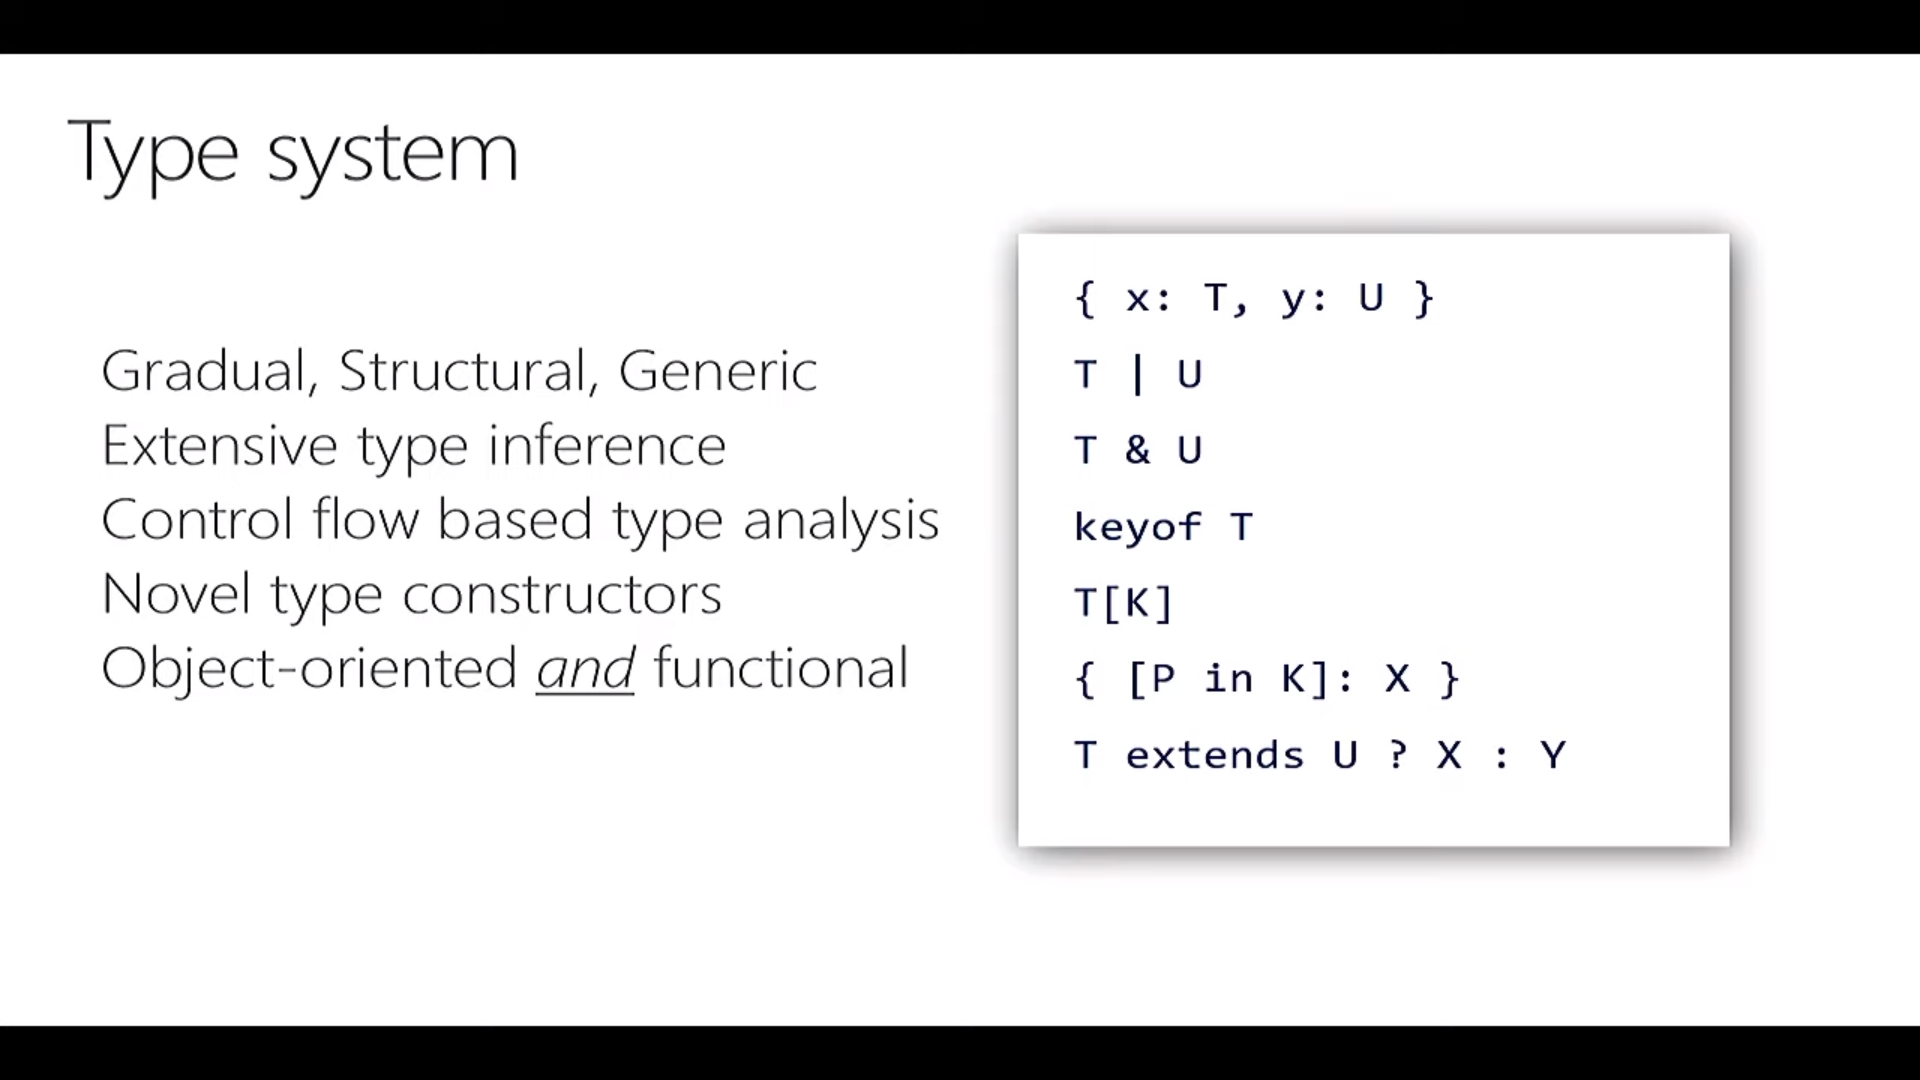 Type system
Gradual, Structural, Generic
Extensive type inference
Control flow based type analysis
Novel type constructors
Object-oriented and functional
{ x: T, y: U }
T | U
T & U
keyof T
T[K]
{ [P in K]: X }
T extends U ? X : Y